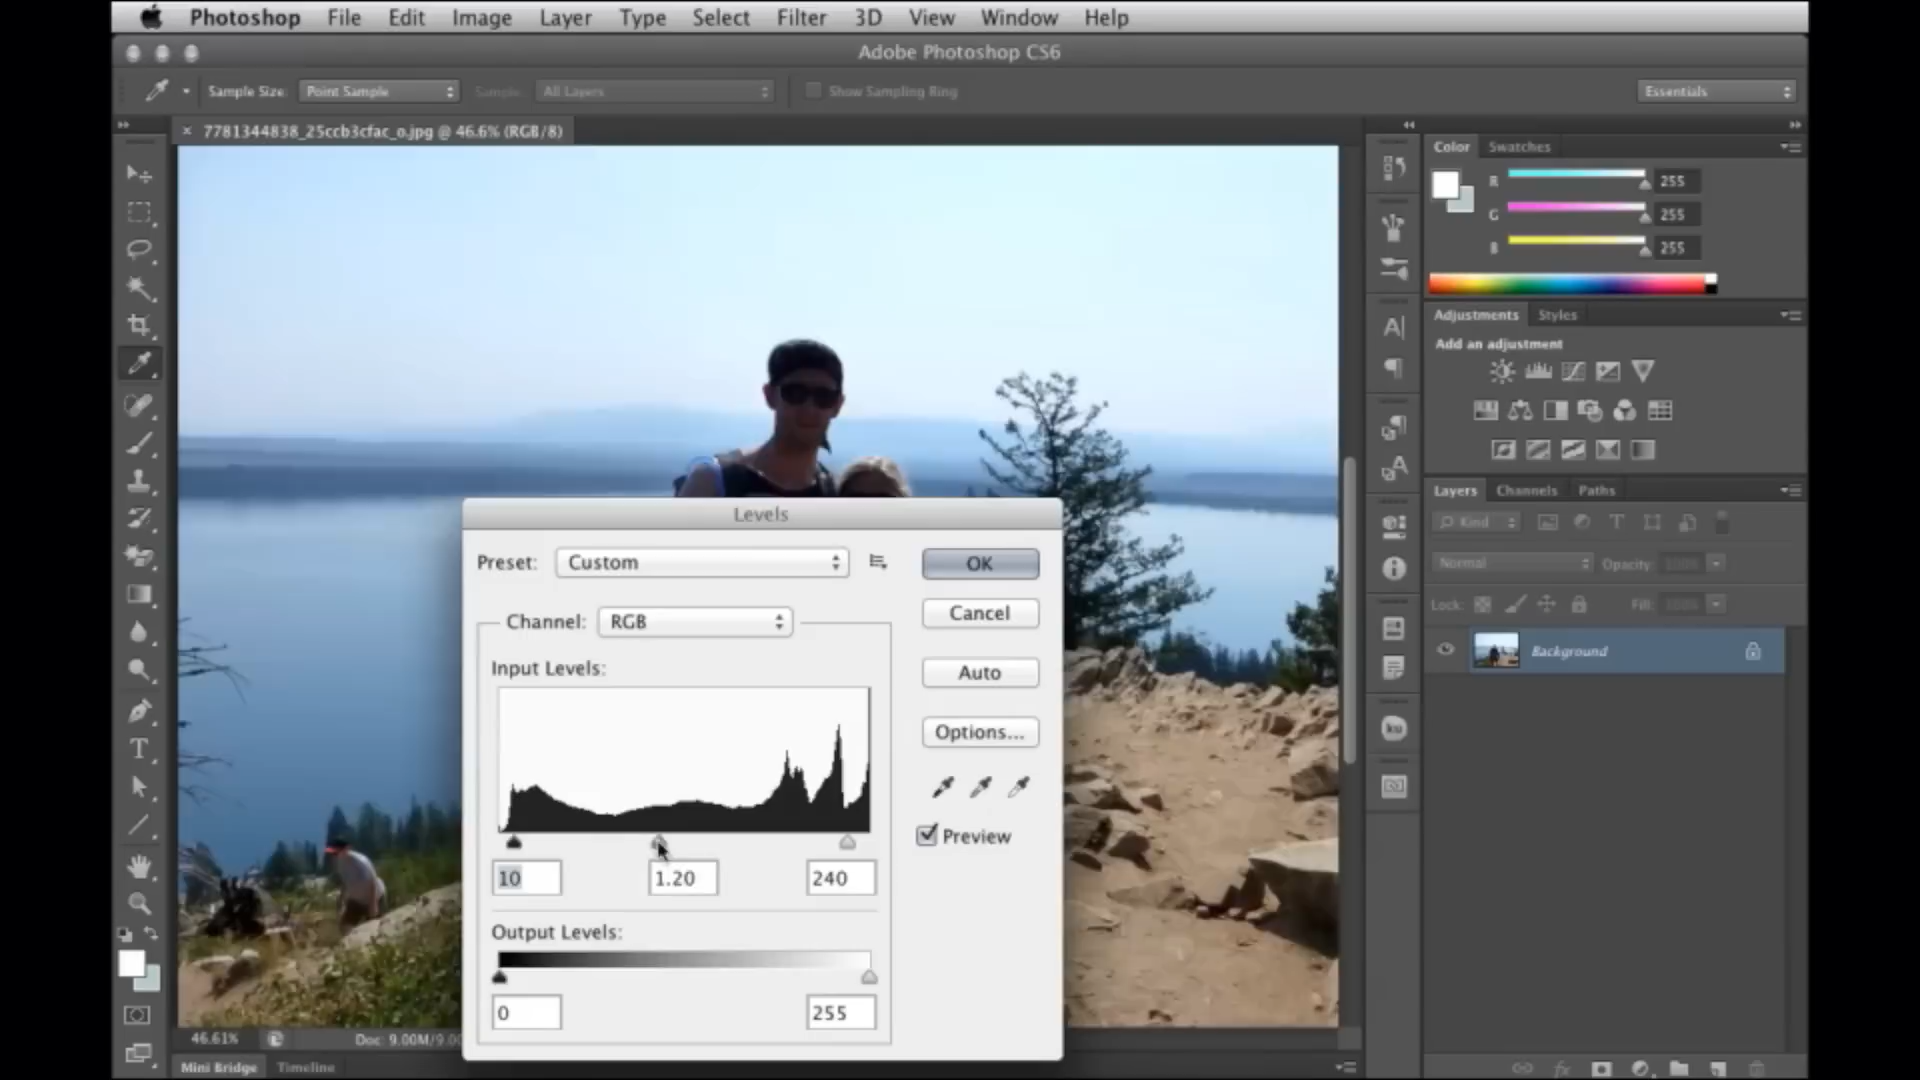 Photoshop File Edit Image Layer Type Select Filter 3D View Window Help
Adobe Photoshop CS6
Sample Size: Point Sample Sample: All Layers Show Sampling Ring Essentials
7781344838_25ccb3cfac_o.jpg @ 46.6% (RGB/8)
Color Swatches
R 255
G 255
B 255
Adjustments Styles
Add an adjustment
Layers Channels Paths
Kind
Normal Opacity: 100%
Lock: Fill: 100%
Background
Levels
Preset: Custom
OK
Channel: RGB
Cancel
Input Levels:
Auto
Options...
Preview
10 1.20 240
Output Levels:
0 255
46.61% Doc: 9.00M/9.00
Mini Bridge Timeline